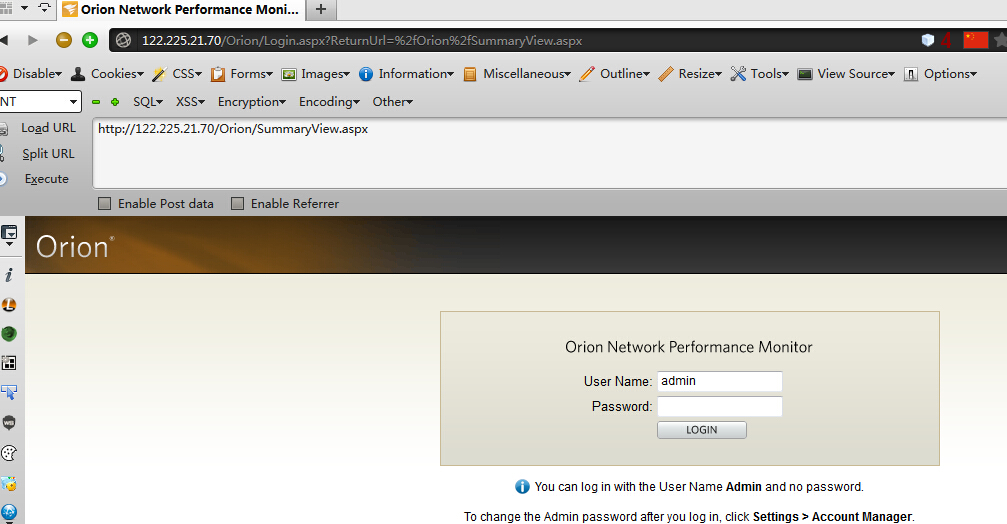 Orion Network Performance Moni...
122.225.21.70/Orion/Login.aspx?ReturnUrl=%2fOrion%2fSummaryView.aspx
Disable Cookies CSS Forms Images Information Miscellaneous Outline Resize Tools View Source Options
NT SQL XSS Encryption Encoding Other
Load URL
http://122.225.21.70/Orion/SummaryView.aspx
Split URL
Execute
Enable Post data Enable Referrer
Orion®
Orion Network Performance Monitor
User Name: admin
Password:
LOGIN
You can log in with the User Name Admin and no password.
To change the Admin password after you log in, click Settings > Account Manager.